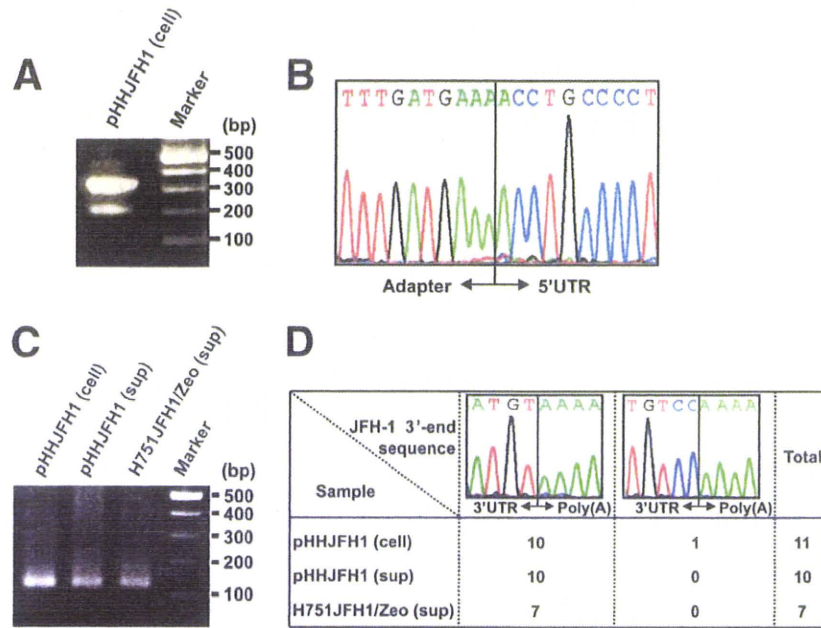 A
pHHJFH1 (cell)
Marker
(bp)
500
400
300
200
100
B
TTTGATGAAAACCTGCCCCT
Adapter
5'UTR
C
pHHJFH1 (cell)
pHHJFH1 (sup)
H751JFH1/Zeo (sup)
Marker
(bp)
500
400
300
200
100
D
JFH-1 3'-end
sequence
Sample
ATGTAAAA
3'UTR
Poly(A)
TGTCCAAAA
3'UTR
Poly(A)
Total
pHHJFH1 (cell) 10 1 11
pHHJFH1 (sup) 10 0 10
H751JFH1/Zeo (sup) 7 0 7